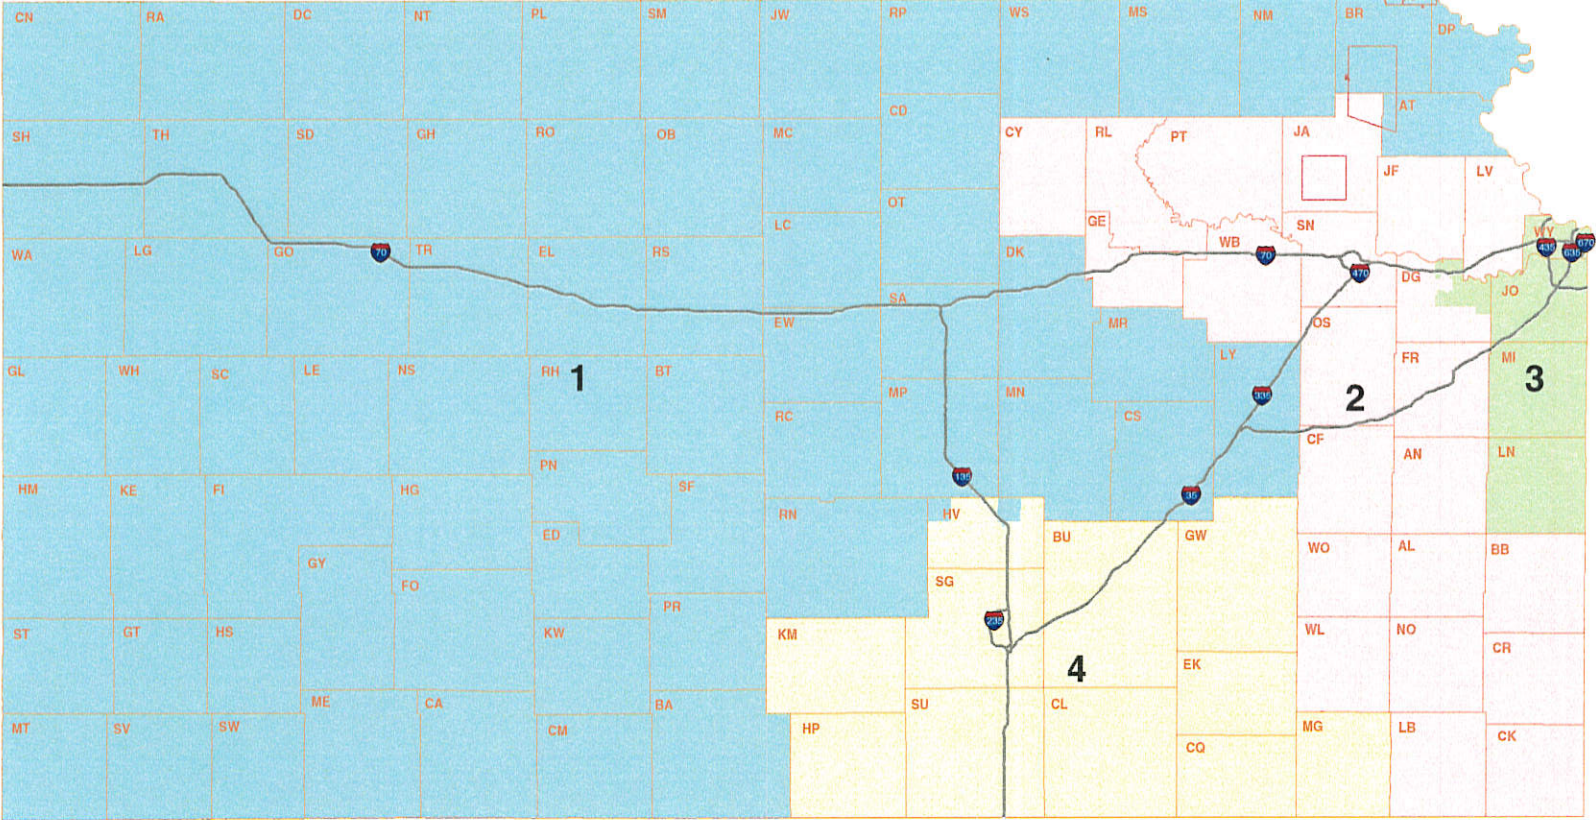 CN RA DC NT PL SM JW RP WS MS NM BR DP
CD AT
SH TH SD GH RO OB MC CY RL PT JA
JF LV
OT
LC GE SN
WA LG GO 70 TR EL RS DK WB 70 WY 435 635 670
470 DG
SA JO
EW MR OS
GL WH SC LE NS RH 1 BT LY FR MI 3
MP MN 335 2
RC CS
CF
PN AN LN
HM KE FI HG SF 135 35
RN HV
ED BU GW
GY WO AL BB
FO SG
PR 235
ST GT HS KW KM WL NO
4 EK CR
ME CA BA SU CL
MT SV SW CM HP MG LB CK
CQ